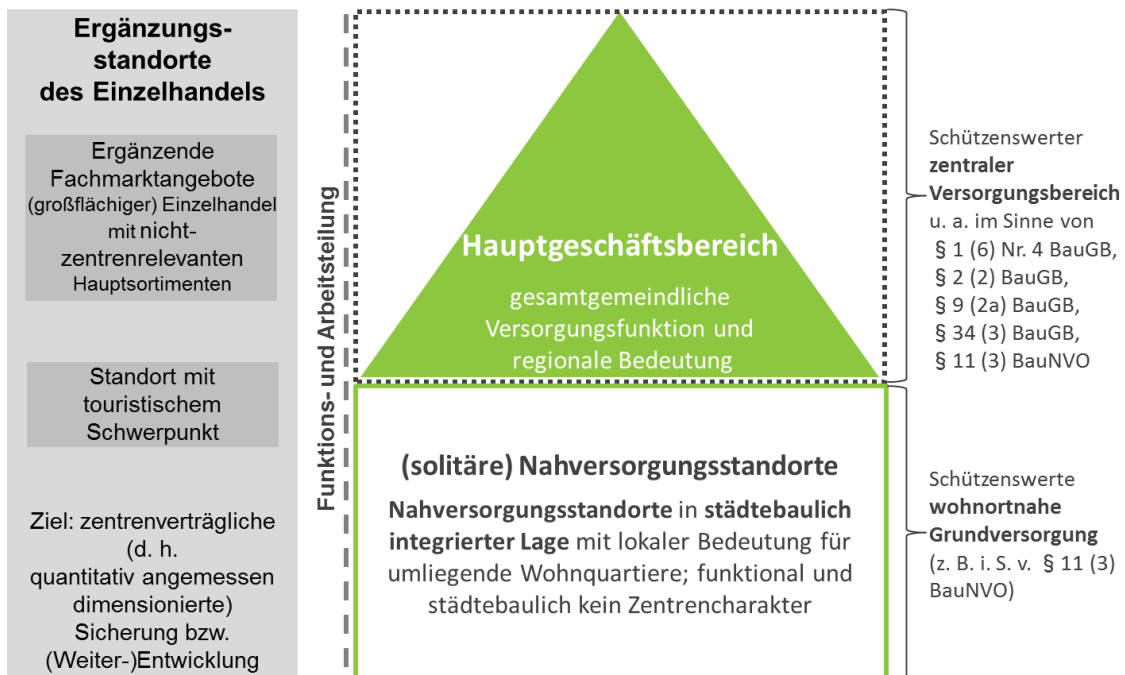 Ergänzungs-
standorte
des Einzelhandels
Ergänzende
Fachmarktangebote
(großflächiger) Einzelhandel
mit nicht-
zentrenrelevanten
Hauptsortimenten
Standort mit
touristischem
Schwerpunkt
Ziel: zentrenverträgliche
(d. h.
quantitativ angemessen
dimensionierte)
Sicherung bzw.
(Weiter-)Entwicklung
Funktions- und Arbeitsteilung
Hauptgeschäftsbereich
gesamtgemeindliche
Versorgungsfunktion und
regionale Bedeutung
(solitäre) Nahversorgungsstandorte
Nahversorgungsstandorte in städtebaulich
integrierter Lage mit lokaler Bedeutung für
umliegende Wohnquartiere; funktional und
städtebaulich kein Zentrencharakter
Schützenswerter
zentraler
Versorgungsbereich
u. a. im Sinne von
§ 1 (6) Nr. 4 BauGB,
§ 2 (2) BauGB,
§ 9 (2a) BauGB,
§ 34 (3) BauGB,
§ 11 (3) BauNVO
Schützenswerte
wohnortnahe
Grundversorgung
(z. B. i. S. v. § 11 (3)
BauNVO)